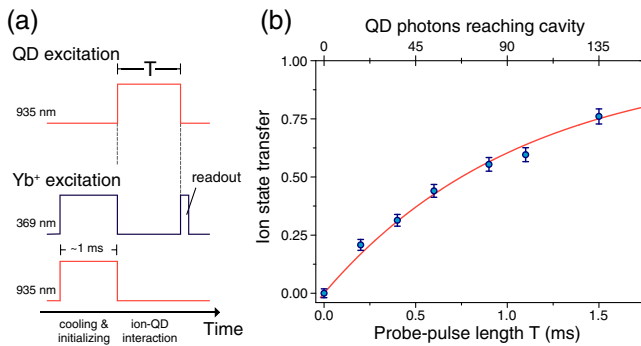 (a)
QD excitation
T
935 nm
Yb⁺ excitation
readout
369 nm
~1 ms
935 nm
Time
cooling & initializing
ion-QD interaction
(b)
QD photons reaching cavity
0 45 90 135
1.00
0.75
0.50
0.25
0.00
Ion state transfer
0.0 0.5 1.0 1.5
Probe-pulse length T (ms)